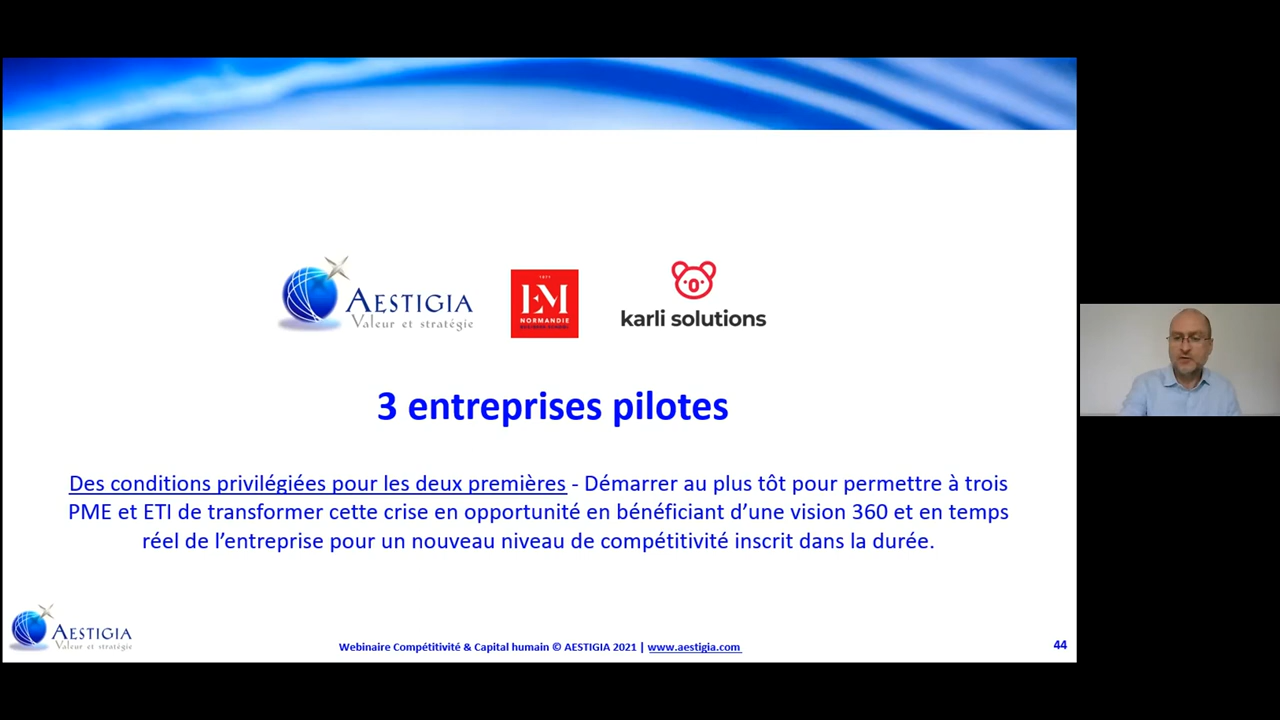 AESTIGIA
Valeur et stratégie
1871
EM
NORMANDIE
BUSINESS SCHOOL
karli solutions
3 entreprises pilotes
Des conditions privilégiées pour les deux premières - Démarrer au plus tôt pour permettre à trois
PME et ETI de transformer cette crise en opportunité en bénéficiant d’une vision 360 et en temps
réel de l’entreprise pour un nouveau niveau de compétitivité inscrit dans la durée.
AESTIGIA
Valeur et stratégie
Webinaire Compétitivité & Capital humain © AESTIGIA 2021 | www.aestigia.com
44